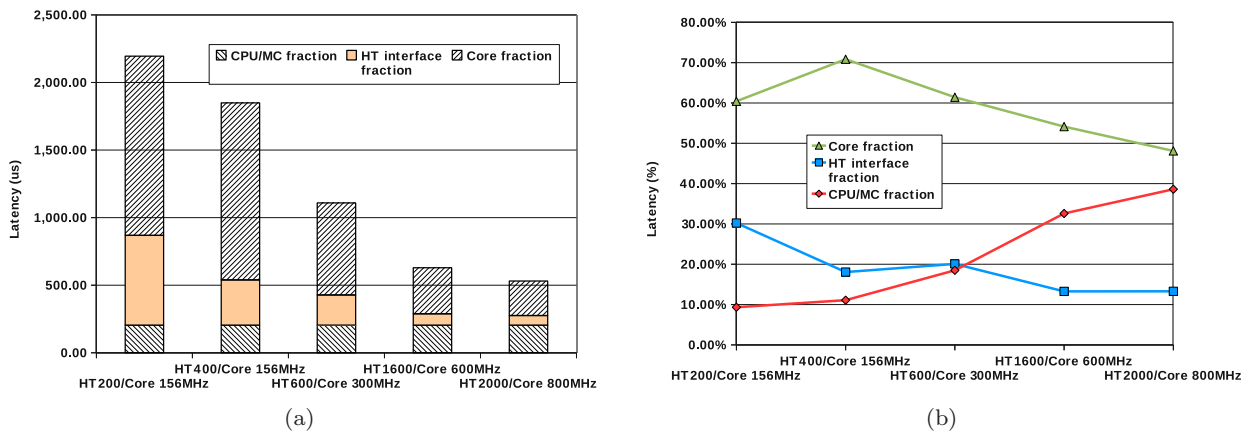 2,500.00
2,000.00
1,500.00
1,000.00
500.00
0.00
Latency (us)
CPU/MC fraction
HT interface
fraction
Core fraction
HT200/Core 156MHz
HT400/Core 156MHz
HT600/Core 300MHz
HT1600/Core 600MHz
HT2000/Core 800MHz
(a)
80.00%
70.00%
60.00%
50.00%
40.00%
30.00%
20.00%
10.00%
0.00%
Latency (%)
Core fraction
HT interface
fraction
CPU/MC fraction
HT200/Core 156MHz
HT400/Core 156MHz
HT600/Core 300MHz
HT1600/Core 600MHz
HT2000/Core 800MHz
(b)